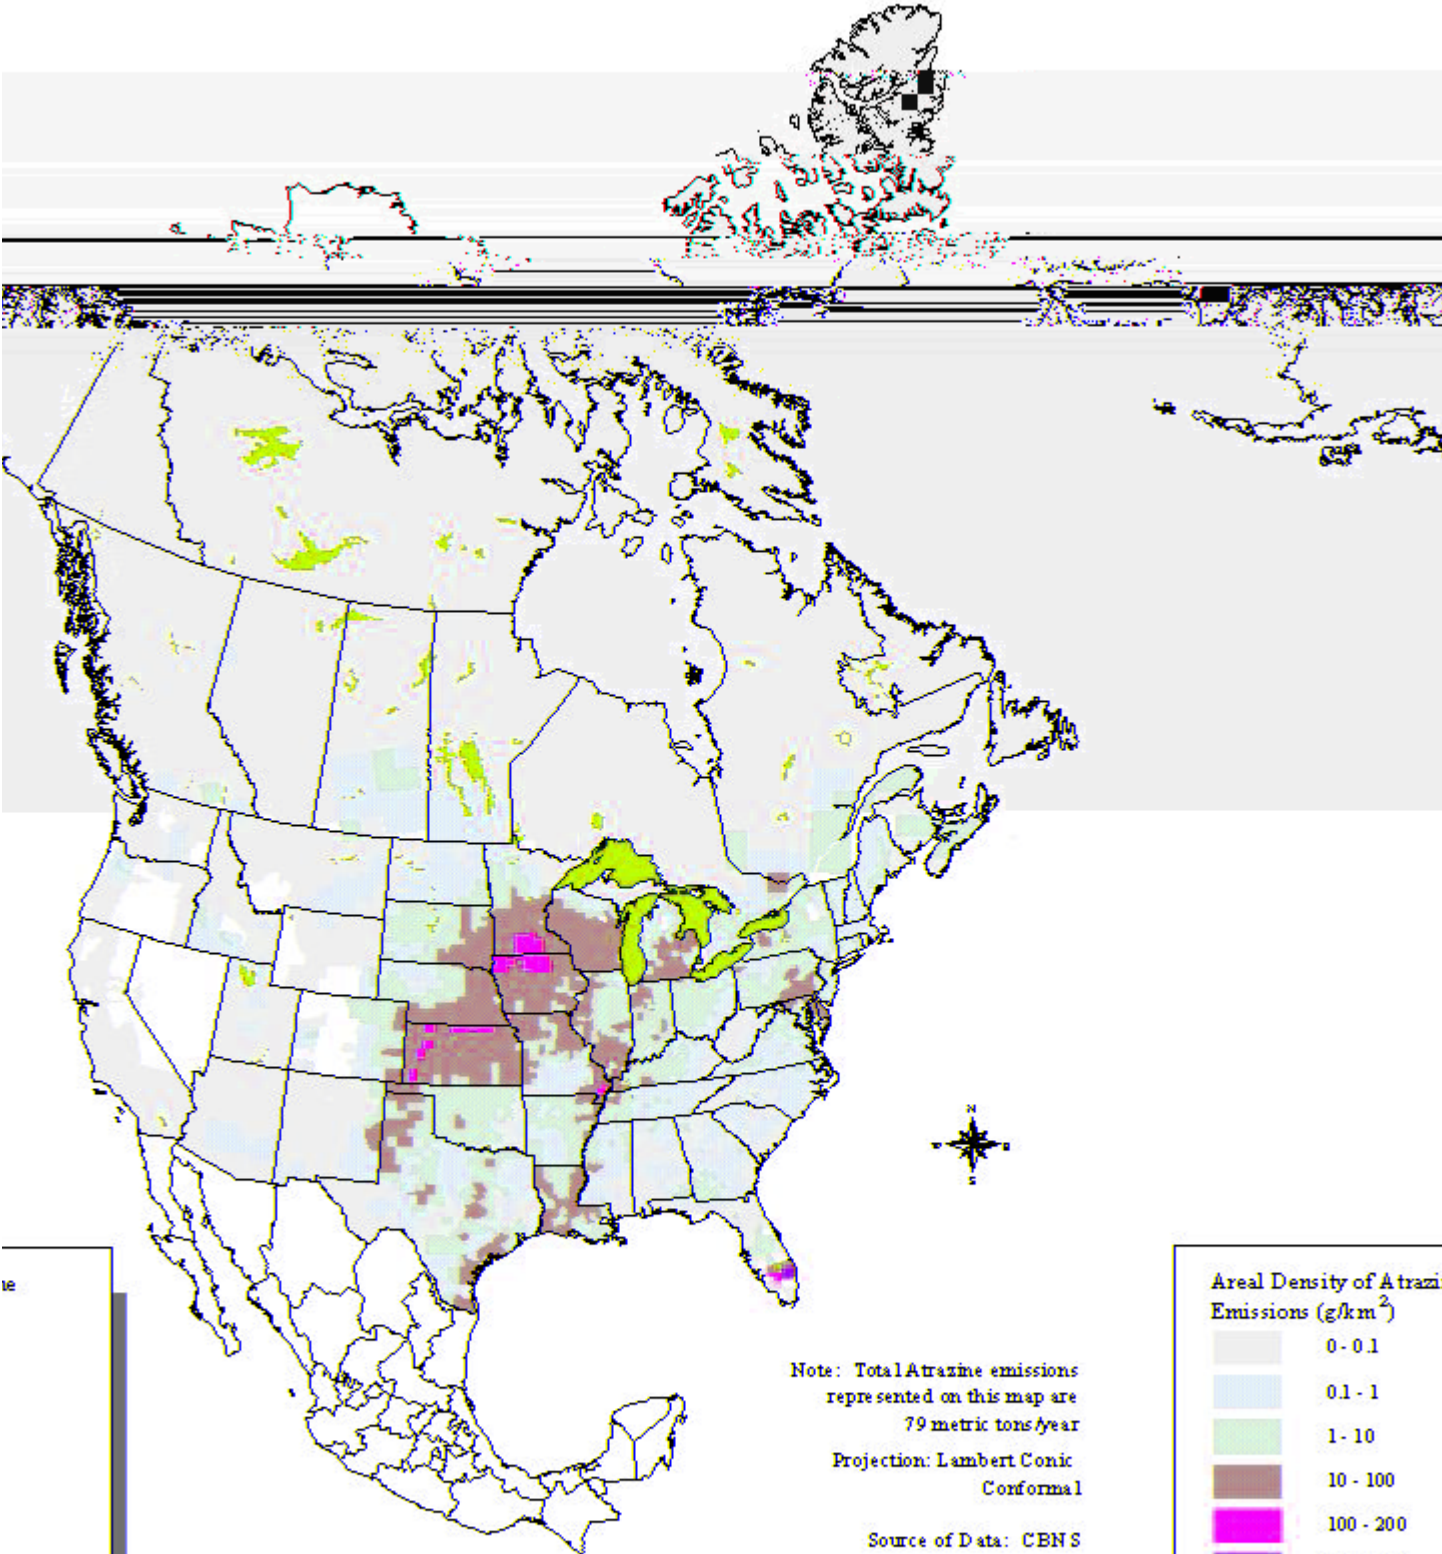 N
S
Areal Density of Atrazi
Emissions (g/km2)
0 - 0.1
0.1 - 1
1 - 10
10 - 100
100 - 200
Note: Total Atrazine emissions
represented on this map are
79 metric tons/year
Projection: Lambert Conic
Conformal
Source of Data: CBNS